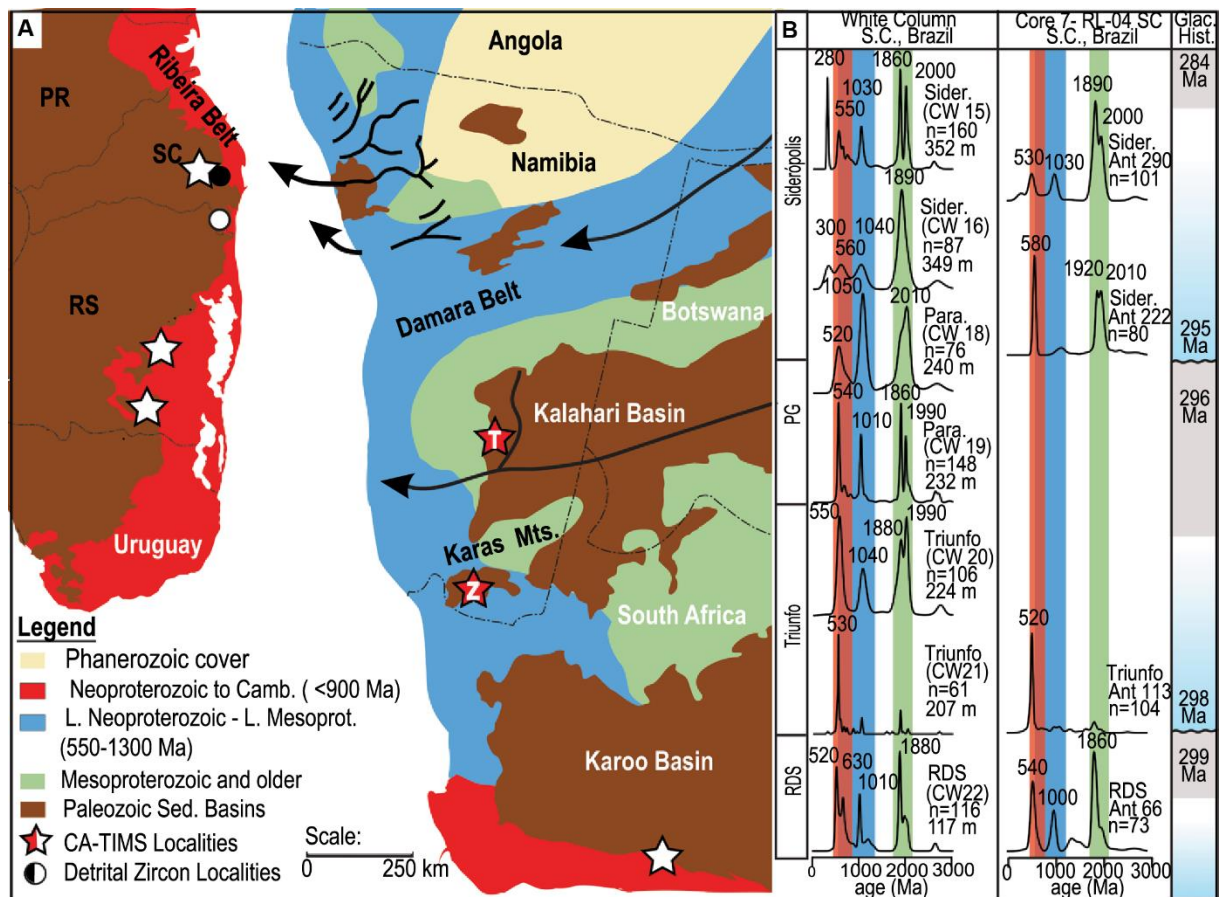 A
Angola
Ribeira Belt
PR
SC
Namibia
RS
Damara Belt
Botswana
Kalahari Basin
T
Karas Mts.
Uruguay
Z
South Africa
Karoo Basin
Legend
Phanerozoic cover
Neoproterozoic to Camb. ( <900 Ma)
L. Neoproterozoic - L. Mesoprot.
(550-1300 Ma)
Mesoproterozoic and older
Paleozoic Sed. Basins
CA-TIMS Localities
Detrital Zircon Localities
Scale:
0 250 km
B
White Column
S.C., Brazil
Core 7- RL-04 SC
S.C., Brazil
Glac.
Hist.
Siderópolis
PG
Triunfo
RDS
280
550
1030
1860
2000
Sider.
(CW 15)
n=160
352 m
300
560
1040
1890
Sider.
(CW 16)
n=87
349 m
520
1050
2010
Para.
(CW 18)
n=76
240 m
540
1010
1860
1990
Para.
(CW 19)
n=148
232 m
550
1040
1880
1990
Triunfo
(CW 20)
n=106
224 m
530
Triunfo
(CW21)
n=61
207 m
520
630
1010
1880
RDS
(CW22)
n=116
117 m
0 1000 2000 3000
age (Ma)
530
1030
1890
2000
Sider.
Ant 290
n=101
580
1920
2010
Sider.
Ant 222
n=80
520
Triunfo
Ant 113
n=104
540
1000
1860
RDS
Ant 66
n=73
0 1000 2000 3000
age (Ma)
284
Ma
295
Ma
296
Ma
298
Ma
299
Ma